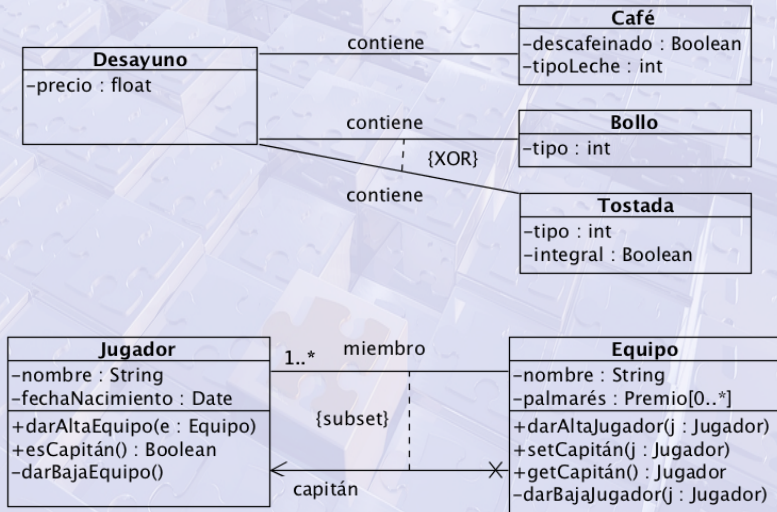 Desayuno
-precio : float
contiene
Café
-descafeinado : Boolean
-tipoLeche : int
contiene
Bollo
-tipo : int
{XOR}
contiene
Tostada
-tipo : int
-integral : Boolean
Jugador
-nombre : String
-fechaNacimiento : Date
+darAltaEquipo(e : Equipo)
+esCapitán() : Boolean
-darBajaEquipo()
1..* miembro
{subset}
capitán
Equipo
-nombre : String
-palmarés : Premio[0..*]
+darAltaJugador(j : Jugador)
+setCapitán(j : Jugador)
+getCapitán() : Jugador
-darBajaJugador(j : Jugador)